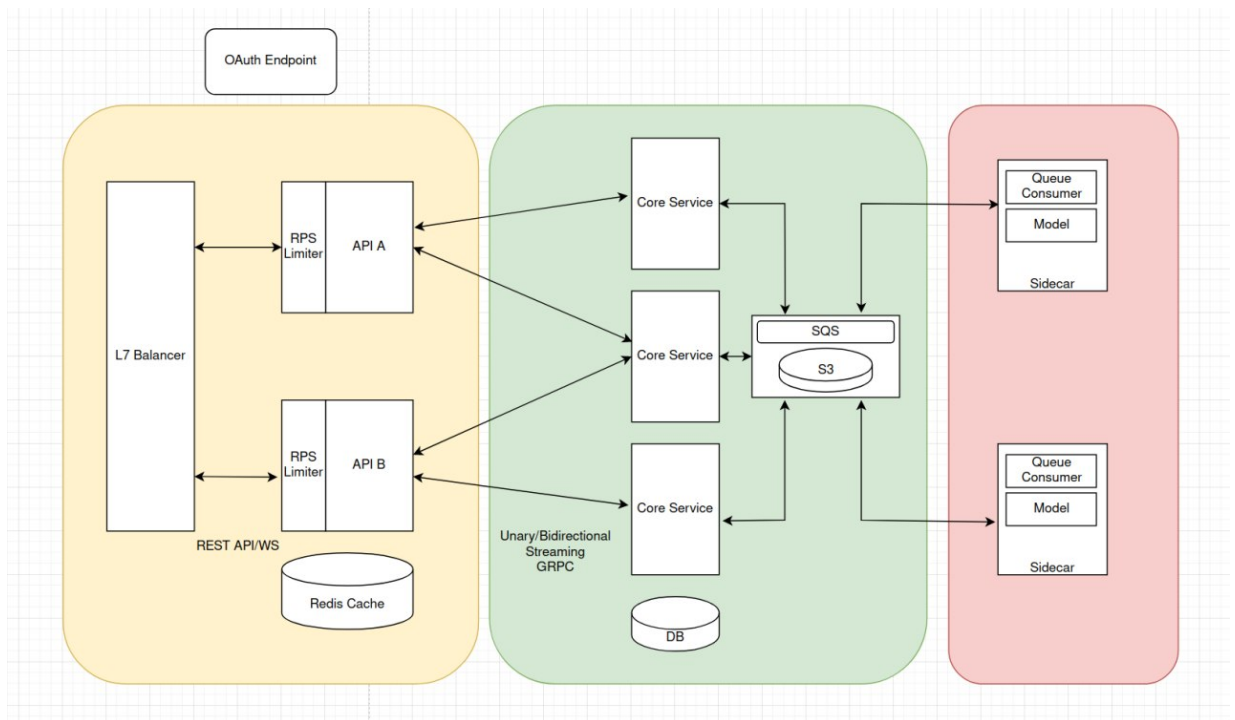 OAuth Endpoint
L7 Balancer
RPS
Limiter
API A
RPS
Limiter
API B
REST API/WS
Redis Cache
Core Service
Core Service
Core Service
Unary/Bidirectional
Streaming
GRPC
DB
SQS
S3
Queue
Consumer
Model
Sidecar
Queue
Consumer
Model
Sidecar